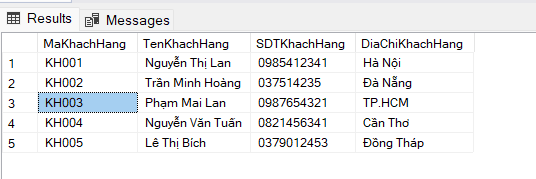 Results Messages
MaKhachHang TenKhachHang SDTKhachHang DiaChiKhachHang
1 KH001 Nguyễn Thị Lan 0985412341 Hà Nội
2 KH002 Trần Minh Hoàng 037514235 Đà Nẵng
3 KH003 Phạm Mai Lan 0987654321 TP.HCM
4 KH004 Nguyễn Văn Tuấn 0821456341 Cần Thơ
5 KH005 Lê Thị Bích 0379012453 Đồng Tháp